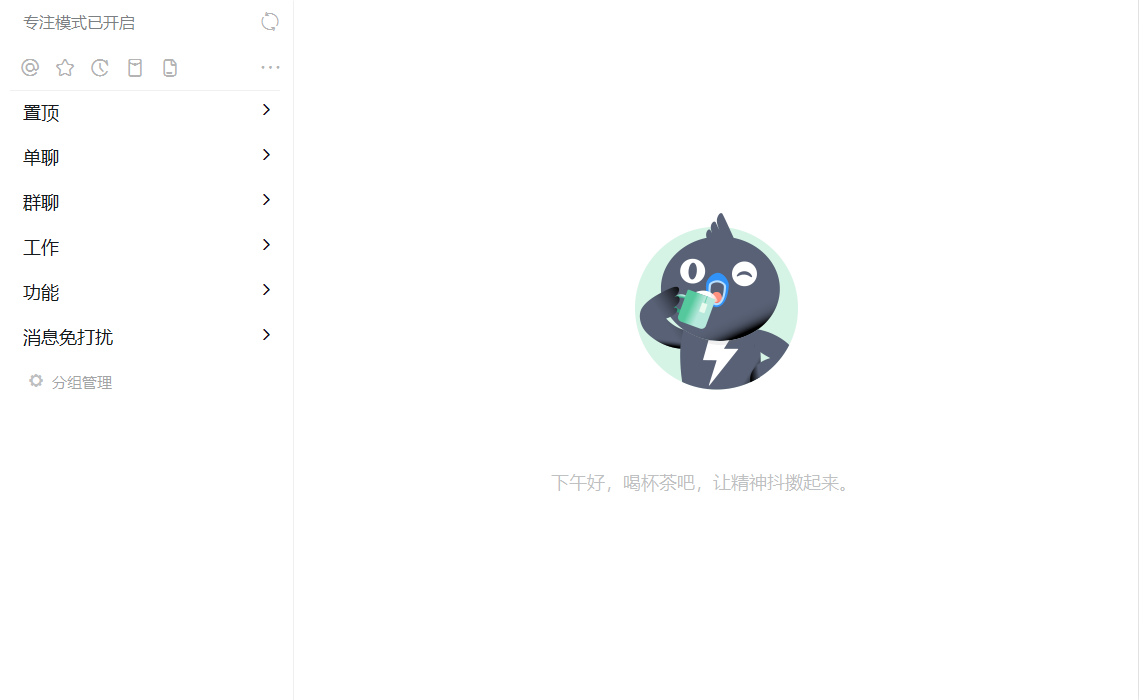 专注模式已开启
置顶
单聊
群聊
工作
功能
消息免打扰
分组管理
下午好，喝杯茶吧，让精神抖擞起来。